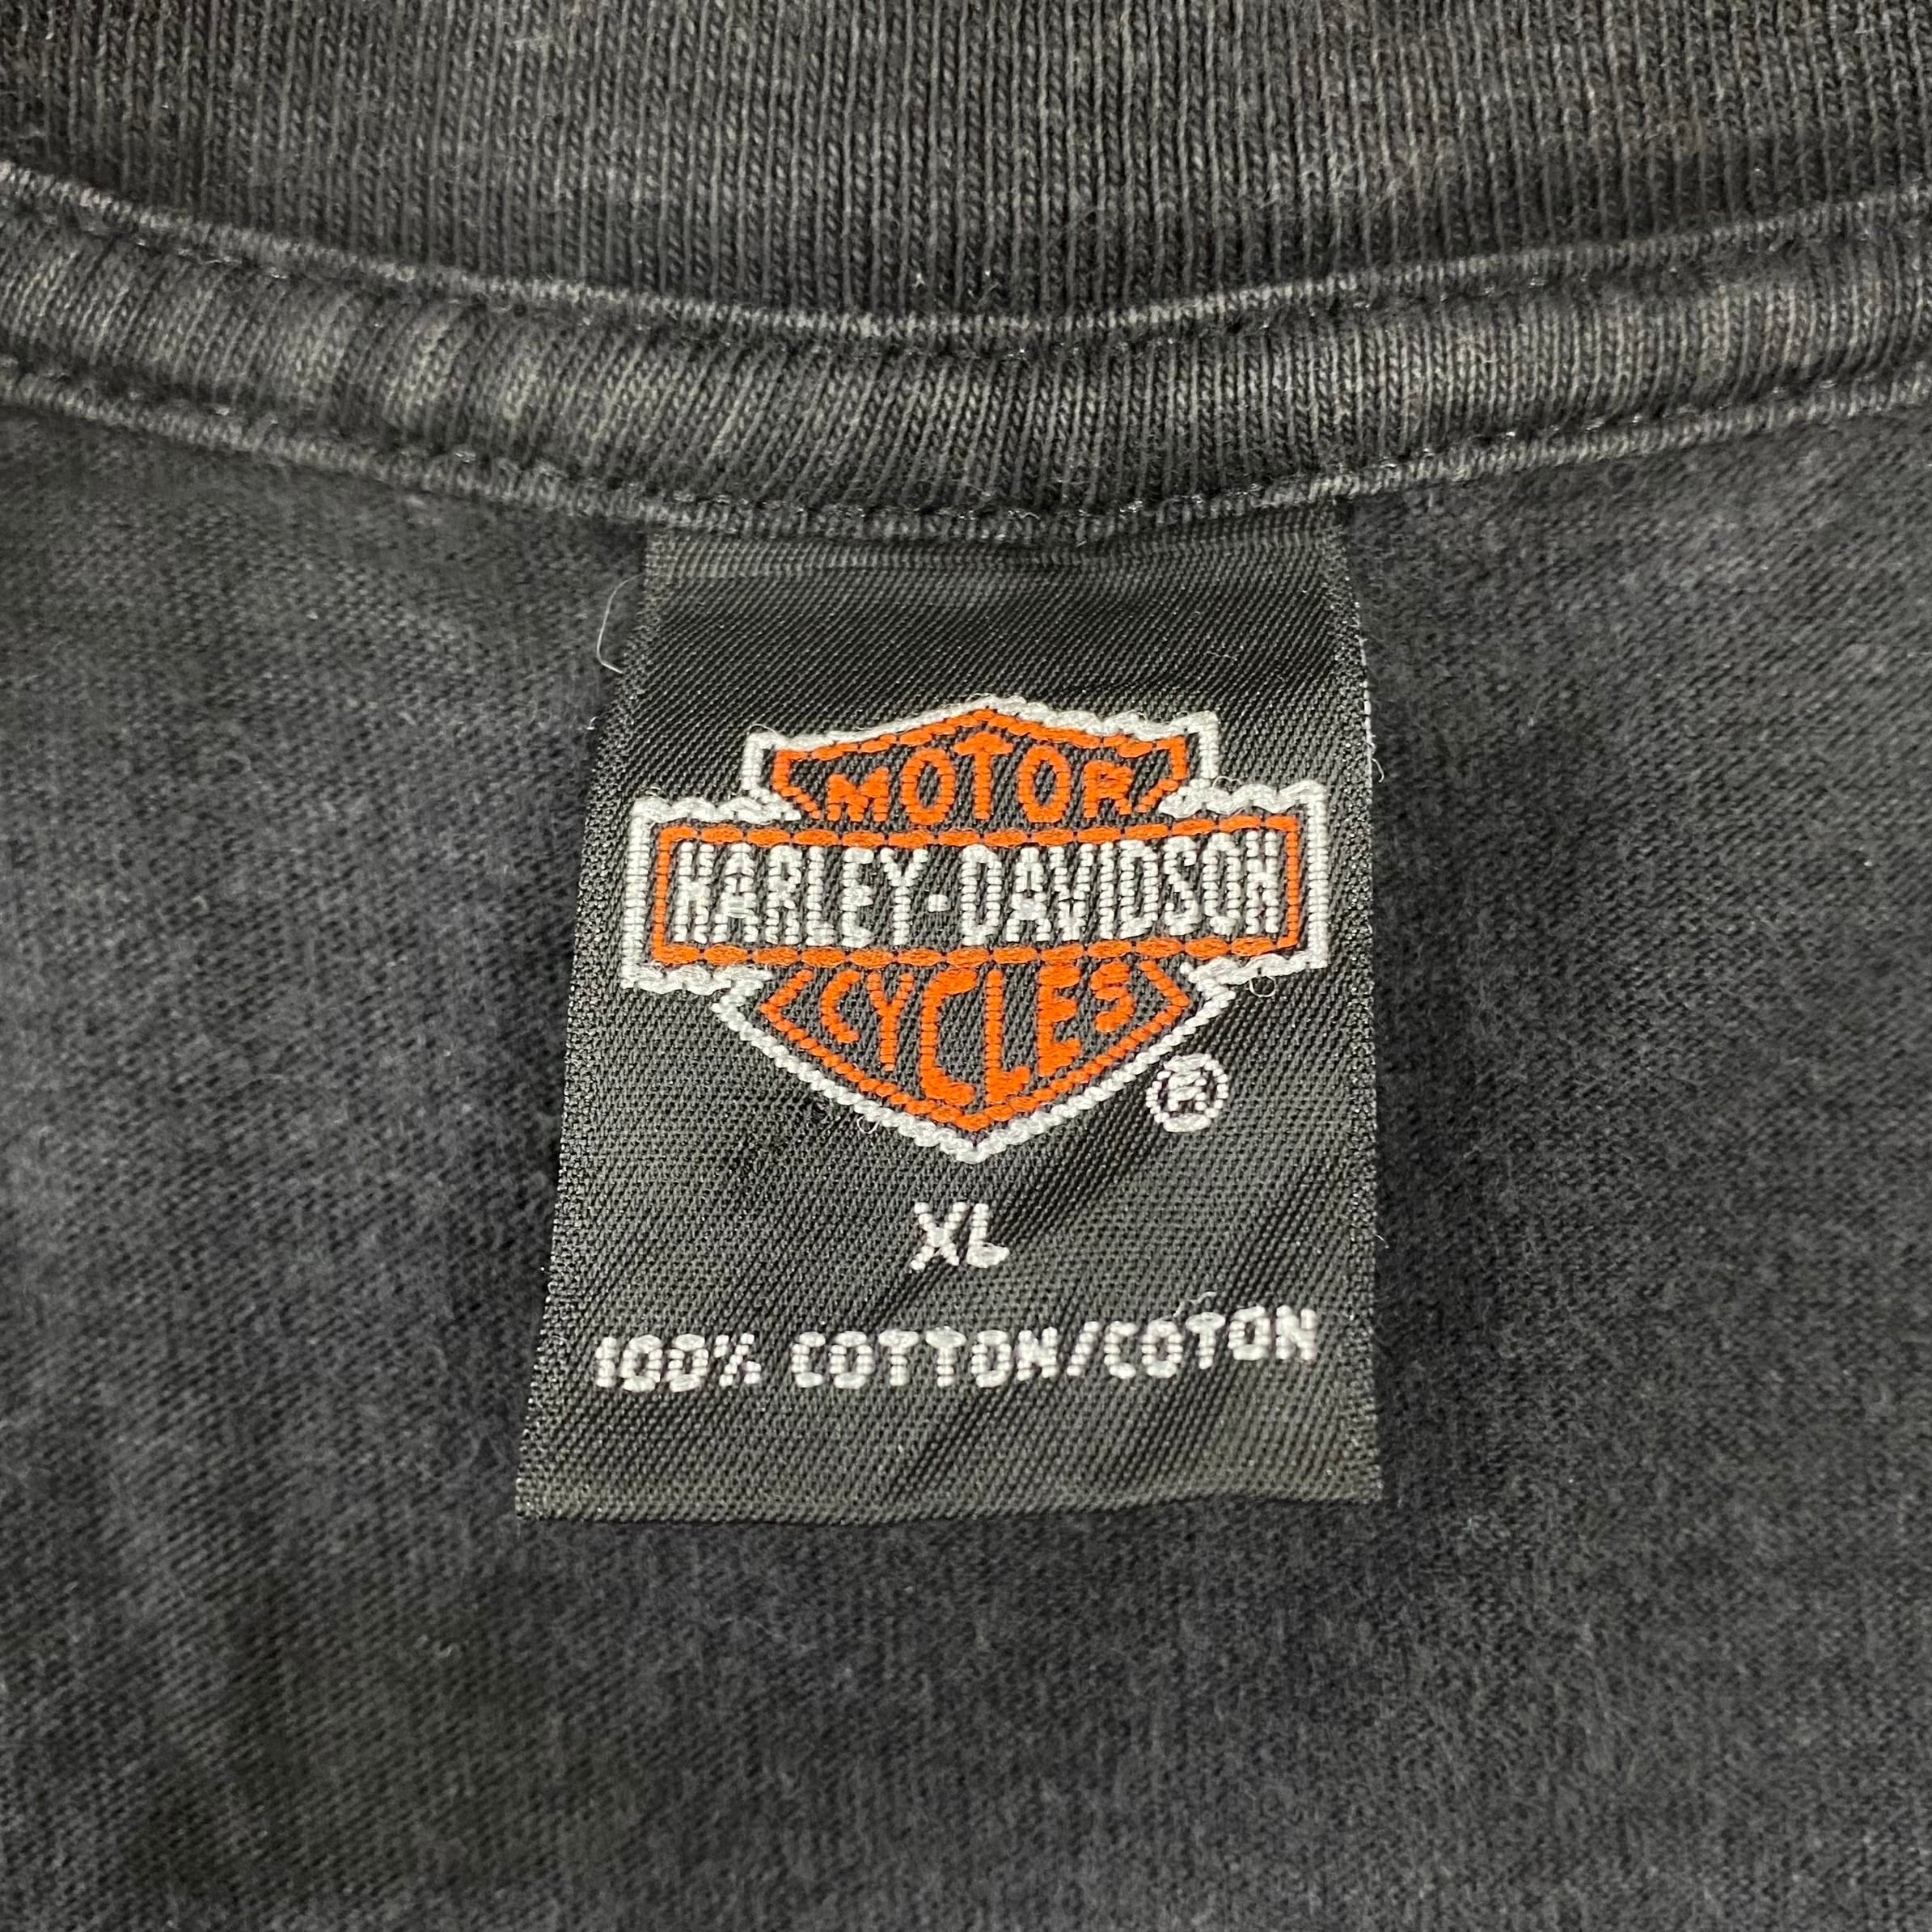 MOTOR
HARLEY-DAVIDSON
CYCLES
®
XL
100% COTTON/COTON